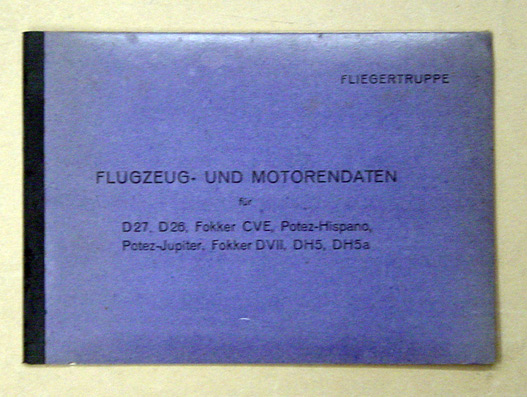 FLIEGERTRUPPE
FLUGZEUG- UND MOTORENDATEN
für
D27, D26, Fokker CVE, Potez-Hispano,
Potez-Jupiter, Fokker DVII, DH5, DH5a